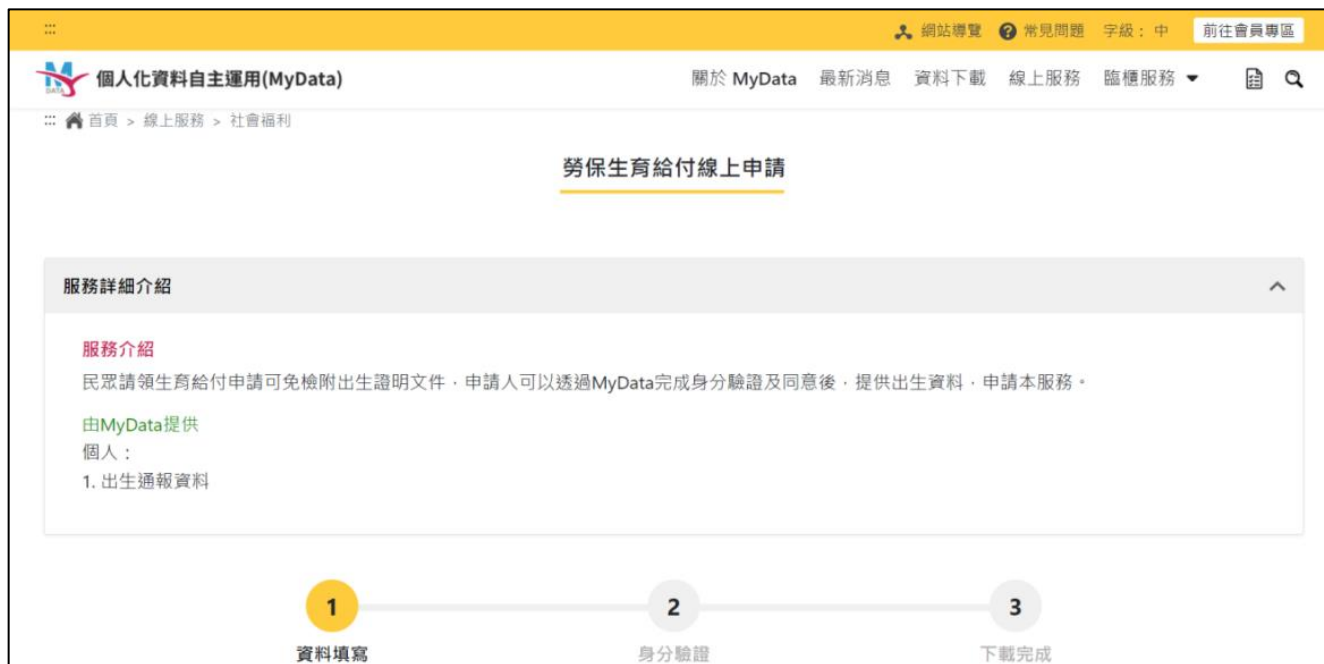 :::
網站導覽 常見問題 字級：中 前往會員專區
MyDATA 個人化資料自主運用(MyData) 關於 MyData 最新消息 資料下載 線上服務 臨櫃服務
::: 首頁 > 線上服務 > 社會福利
勞保生育給付線上申請
服務詳細介紹
服務介紹
民眾請領生育給付申請可免檢附出生證明文件，申請人可以透過MyData完成身分驗證及同意後，提供出生資料，申請本服務。
由MyData提供
個人：
1. 出生通報資料
1 2 3
資料填寫 身分驗證 下載完成